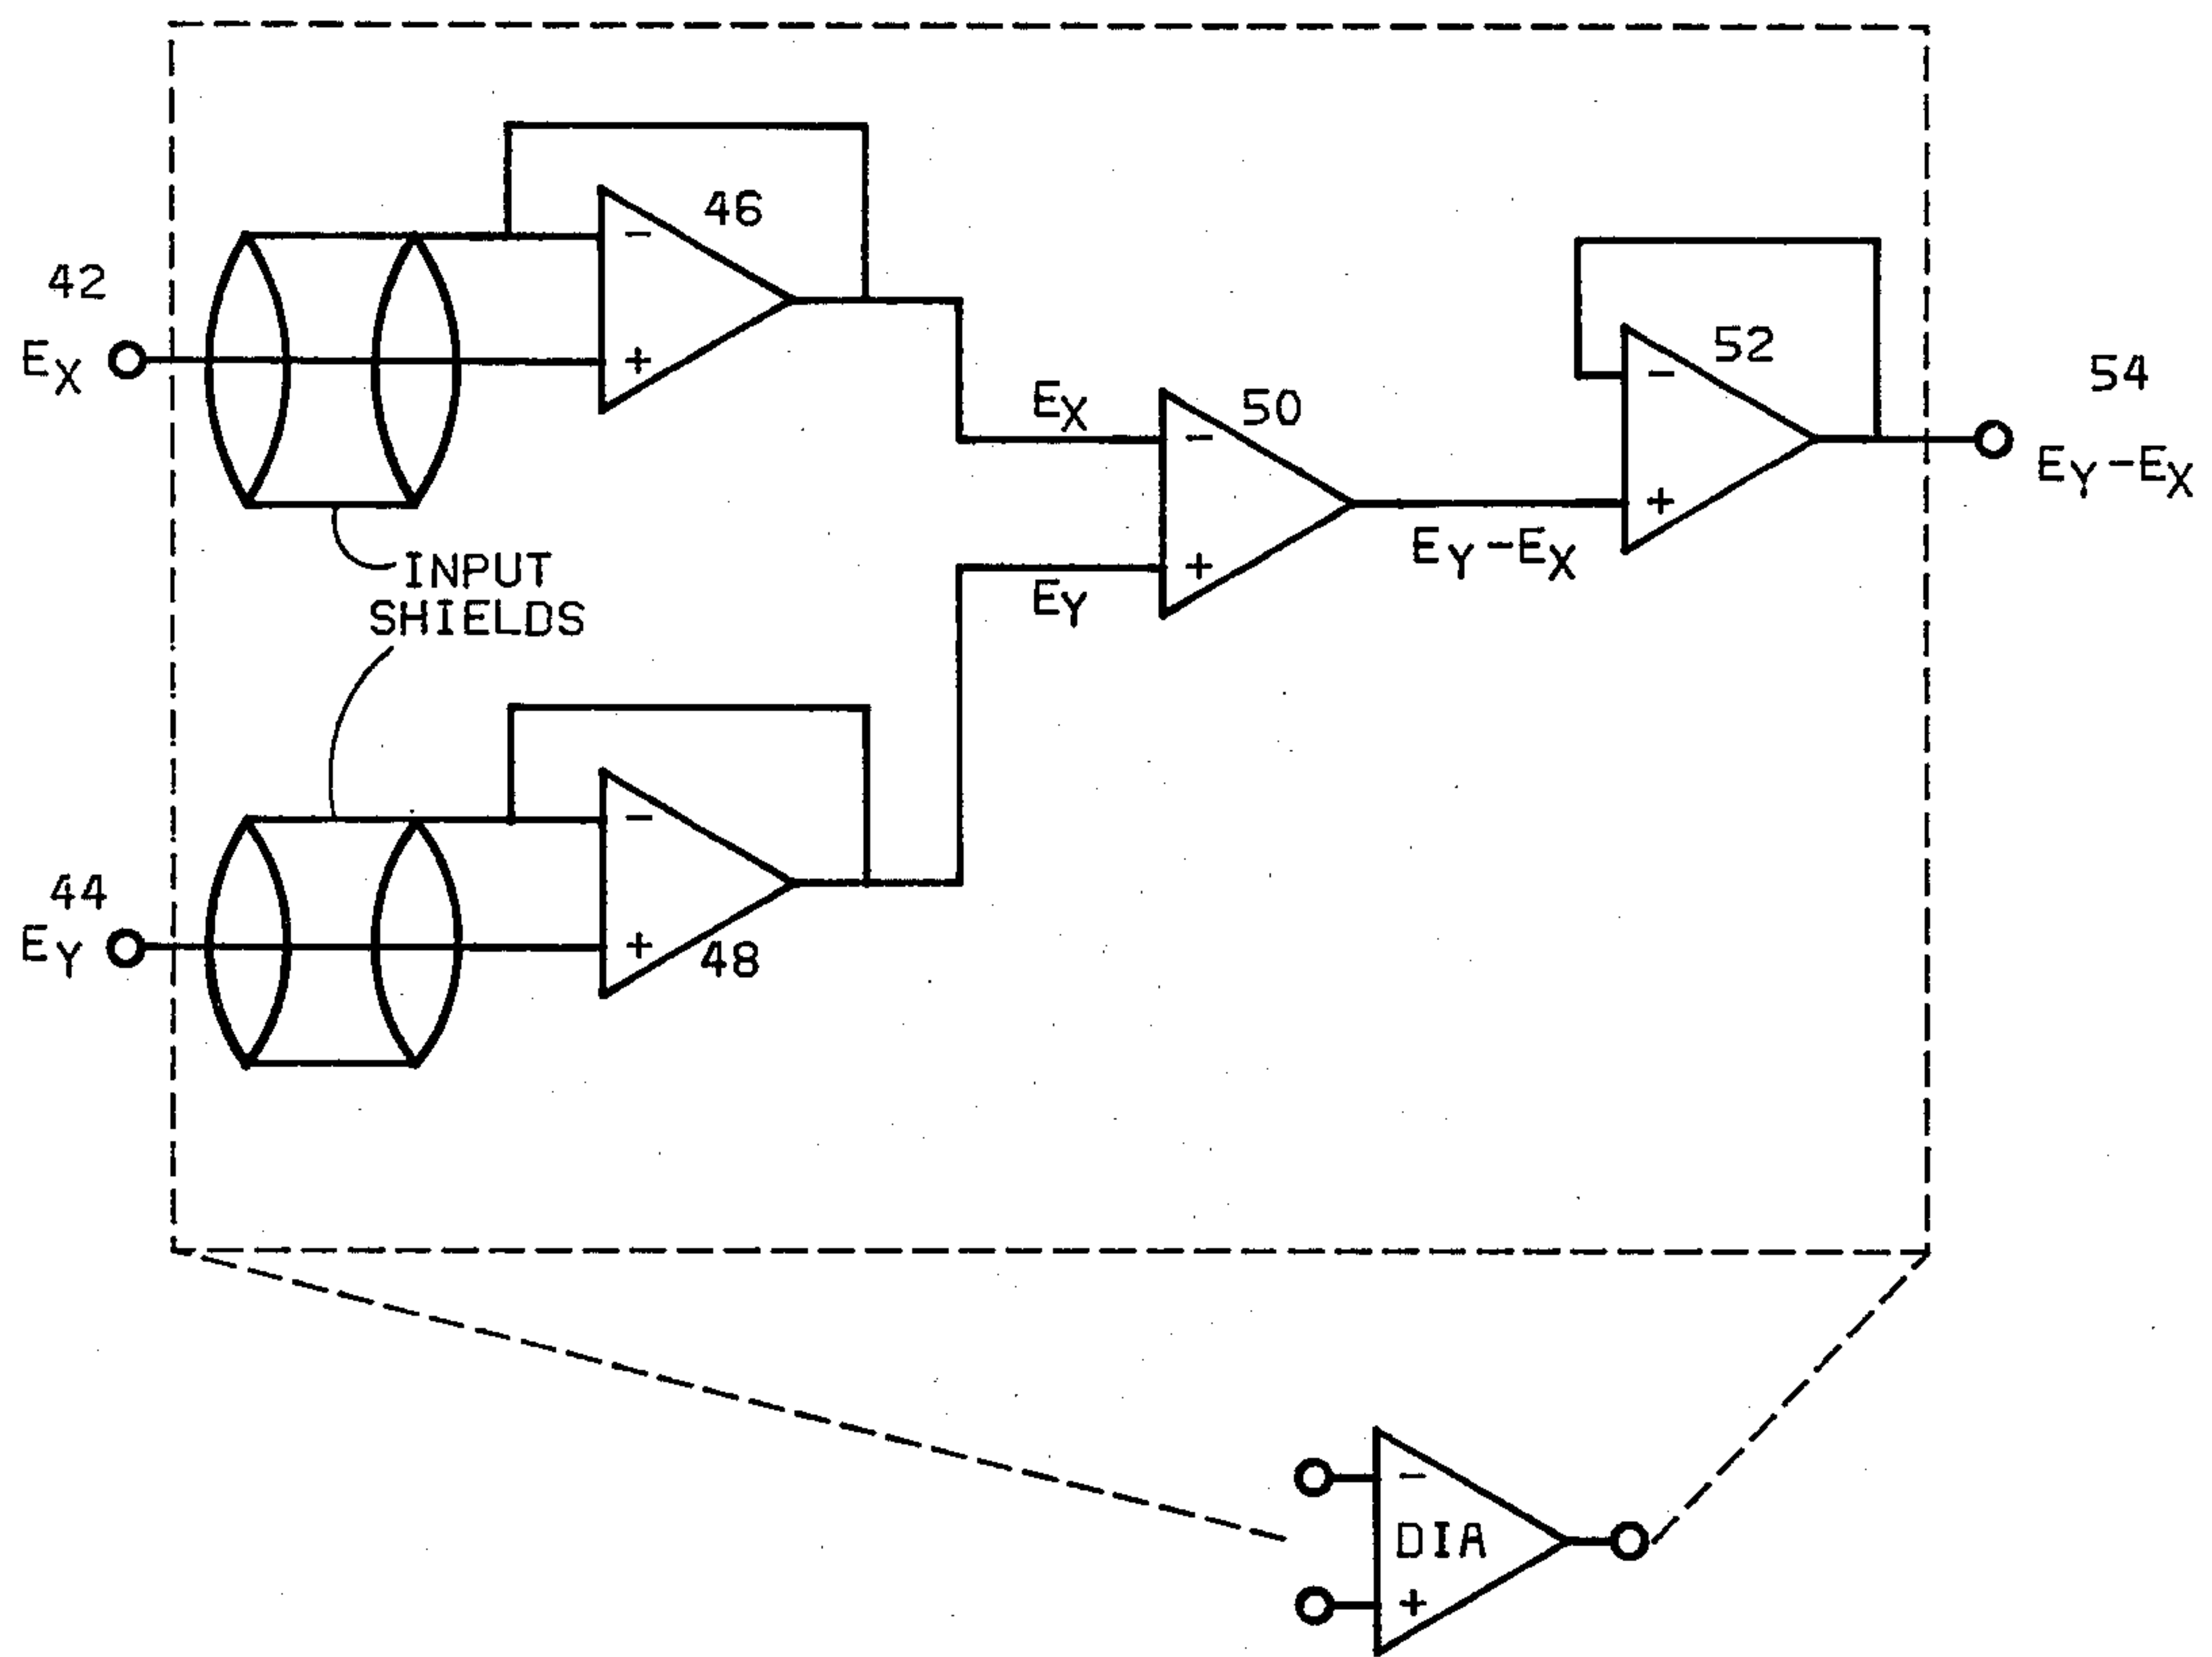 46
-
+
42
EX
INPUT
SHIELDS
EX
50
-
+
EY
EY-EX
52
-
+
54
EY-EX
44
EY
-
+
48
-
DIA
+